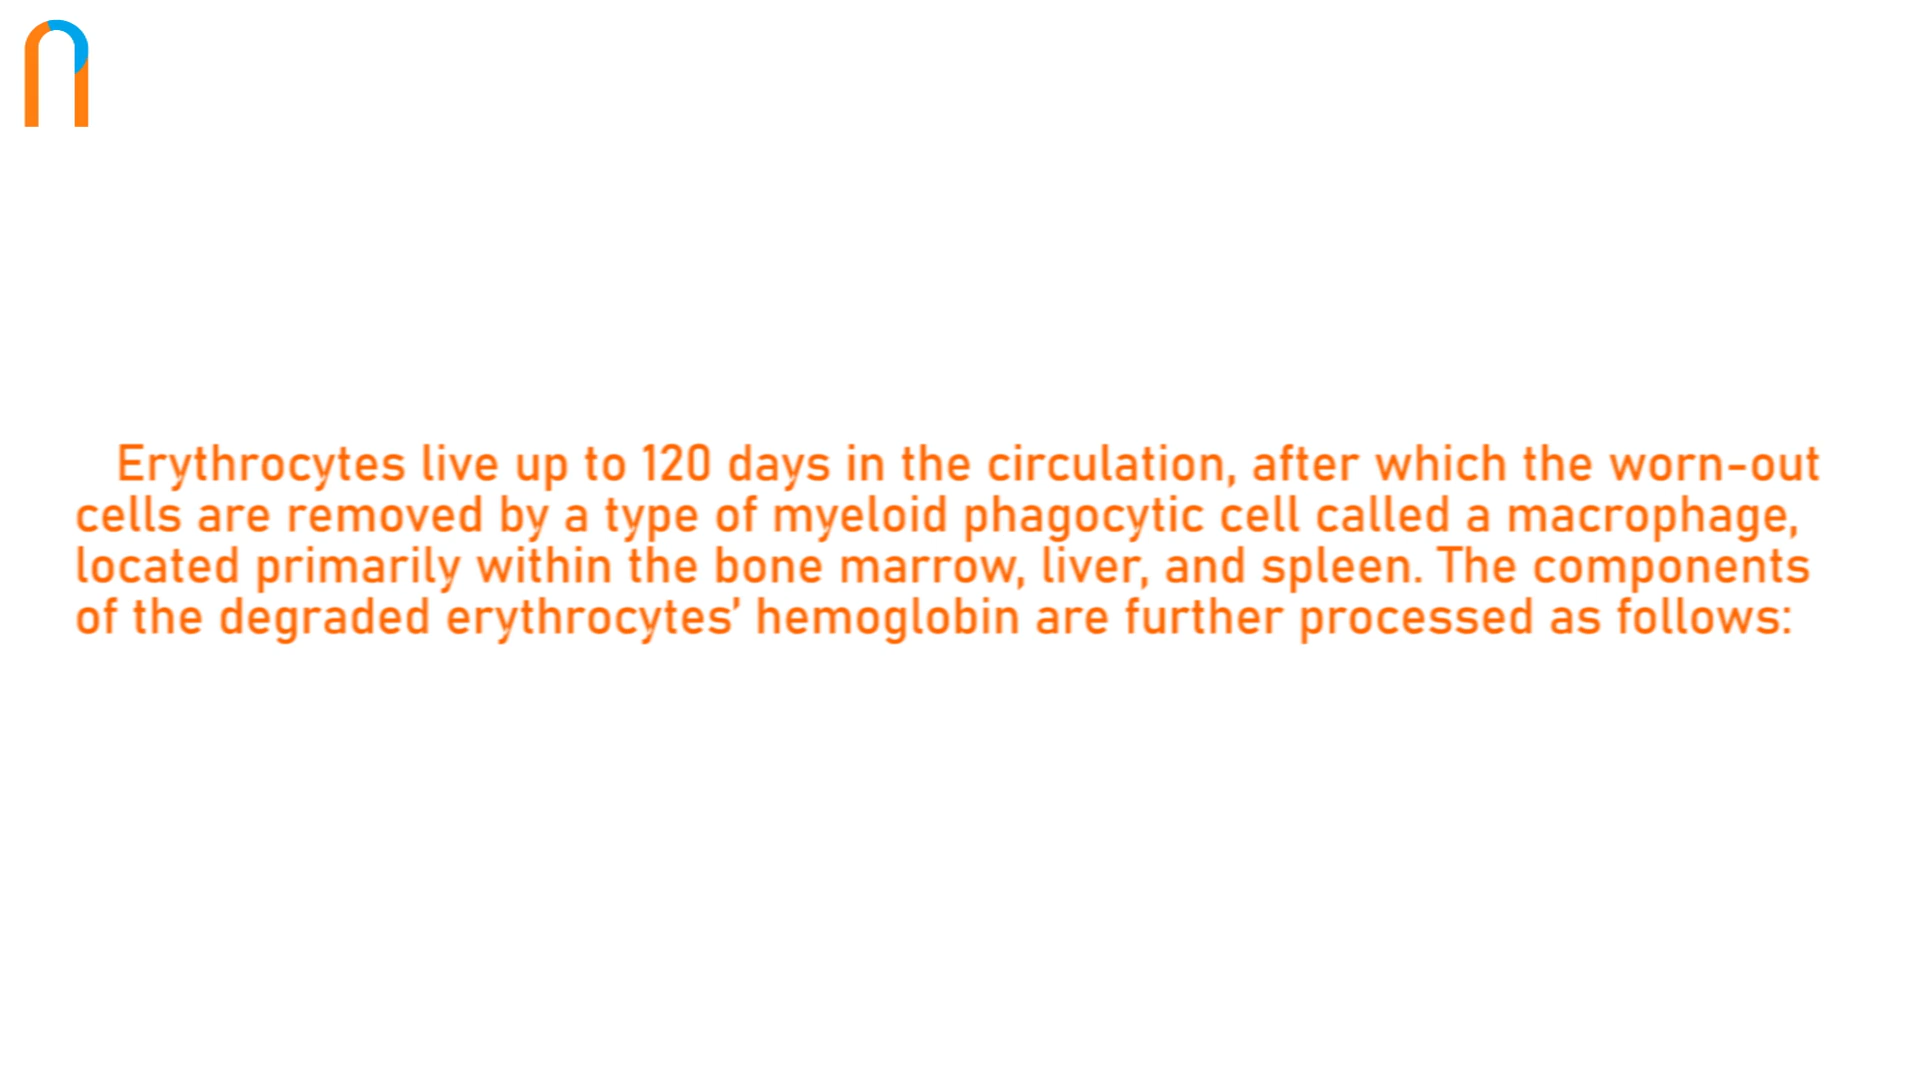 Erythrocytes live up to 120 days in the circulation, after which the worn-out
cells are removed by a type of myeloid phagocytic cell called a macrophage,
located primarily within the bone marrow, liver, and spleen. The components
of the degraded erythrocytes’ hemoglobin are further processed as follows: